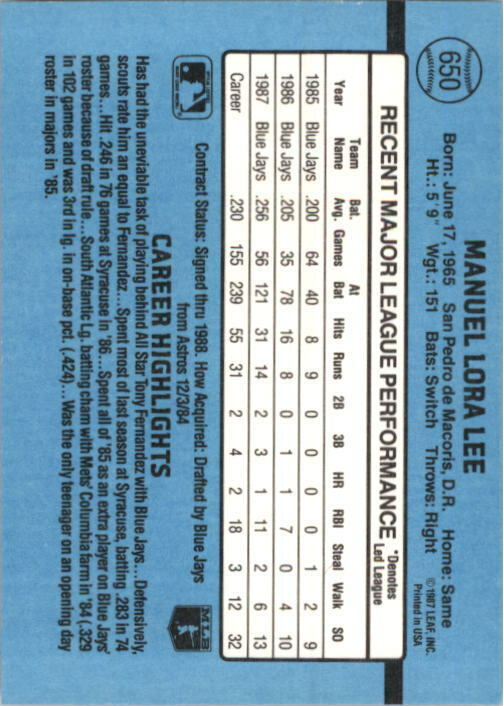 650
MANUEL LORA LEE
Born: June 17, 1965 San Pedro de Macoris, D.R. Home: Same
Ht.: 5'9" Wgt.: 151 Bats: Switch Throws: Right
©1987 LEAF, INC.
Printed in USA
RECENT MAJOR LEAGUE PERFORMANCE *Denotes Led League
Year Team Name Bat. Avg. Games At Bat Hits Runs 2B 3B HR RBI Steal Walk SO
1985 Blue Jays .200 64 40 8 9 0 0 0 0 1 2 9
1986 Blue Jays .205 35 78 16 8 0 1 1 7 0 4 10
1987 Blue Jays .256 56 121 31 14 2 3 1 11 2 6 13
Career .230 155 239 55 31 2 4 2 18 3 12 32
Contract Status: Signed thru 1988. How Acquired: Drafted by Blue Jays
from Astros 12/3/84
MLB
CAREER HIGHLIGHTS
Has had the uneviable task of playing behind All Star Tony Fernandez with Blue Jays...Defensively,
scouts rate him an equal to Fernandez...Spent most of last season at Syracuse, batting .283 in 74
games...Hit .246 in 76 games at Syracuse in '86...Spent all of '85 as an extra player on Blue Jays'
roster because of draft rule...South Atlantic Lg. batting cham with Mets' Columbia farm in '84 (.329
in 102 games and was 3rd in lg. in on-base pct. (.424)...Was the only teenager on an opening day
roster in majors in '85.